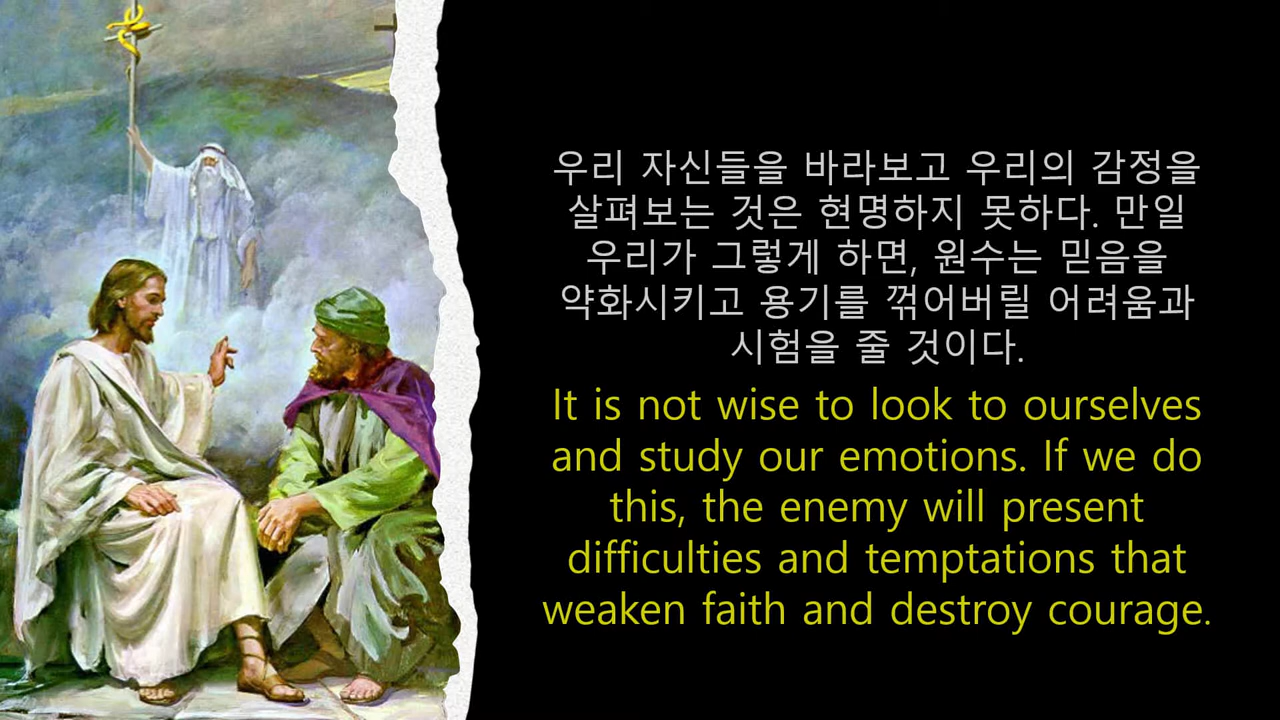 우리 자신들을 바라보고 우리의 감정을
살펴보는 것은 현명하지 못하다. 만일
우리가 그렇게 하면, 원수는 믿음을
약화시키고 용기를 꺾어버릴 어려움과
시험을 줄 것이다.
It is not wise to look to ourselves
and study our emotions. If we do
this, the enemy will present
difficulties and temptations that
weaken faith and destroy courage.